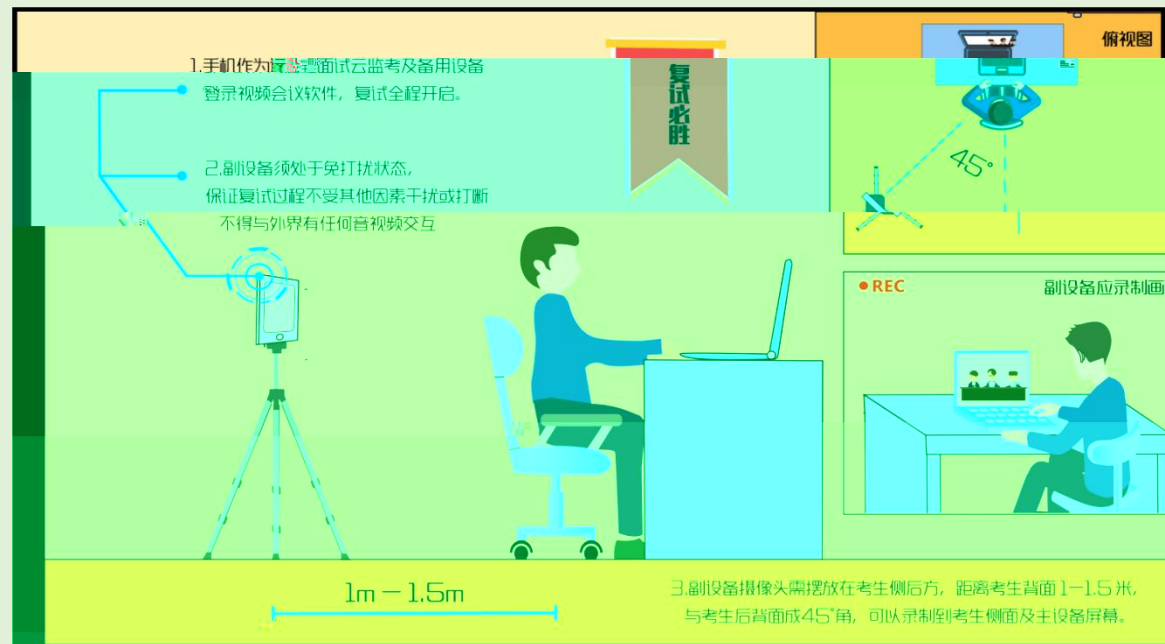 俯视图
1.手机作为远程面试云监考及备用设备
登录视频会议软件，复试全程开启。
复试必胜
2.副设备须处于免打扰状态，
保证复试过程不受其他因素干扰或打断
不得与外界有任何音视频交互
45°
REC
副设备应录制画
1m－1.5m
3.副设备摄像头需摆放在考生侧后方，距离考生背面1－1.5米，
与考生后背面成45°角，可以录制到考生侧面及主设备屏幕。